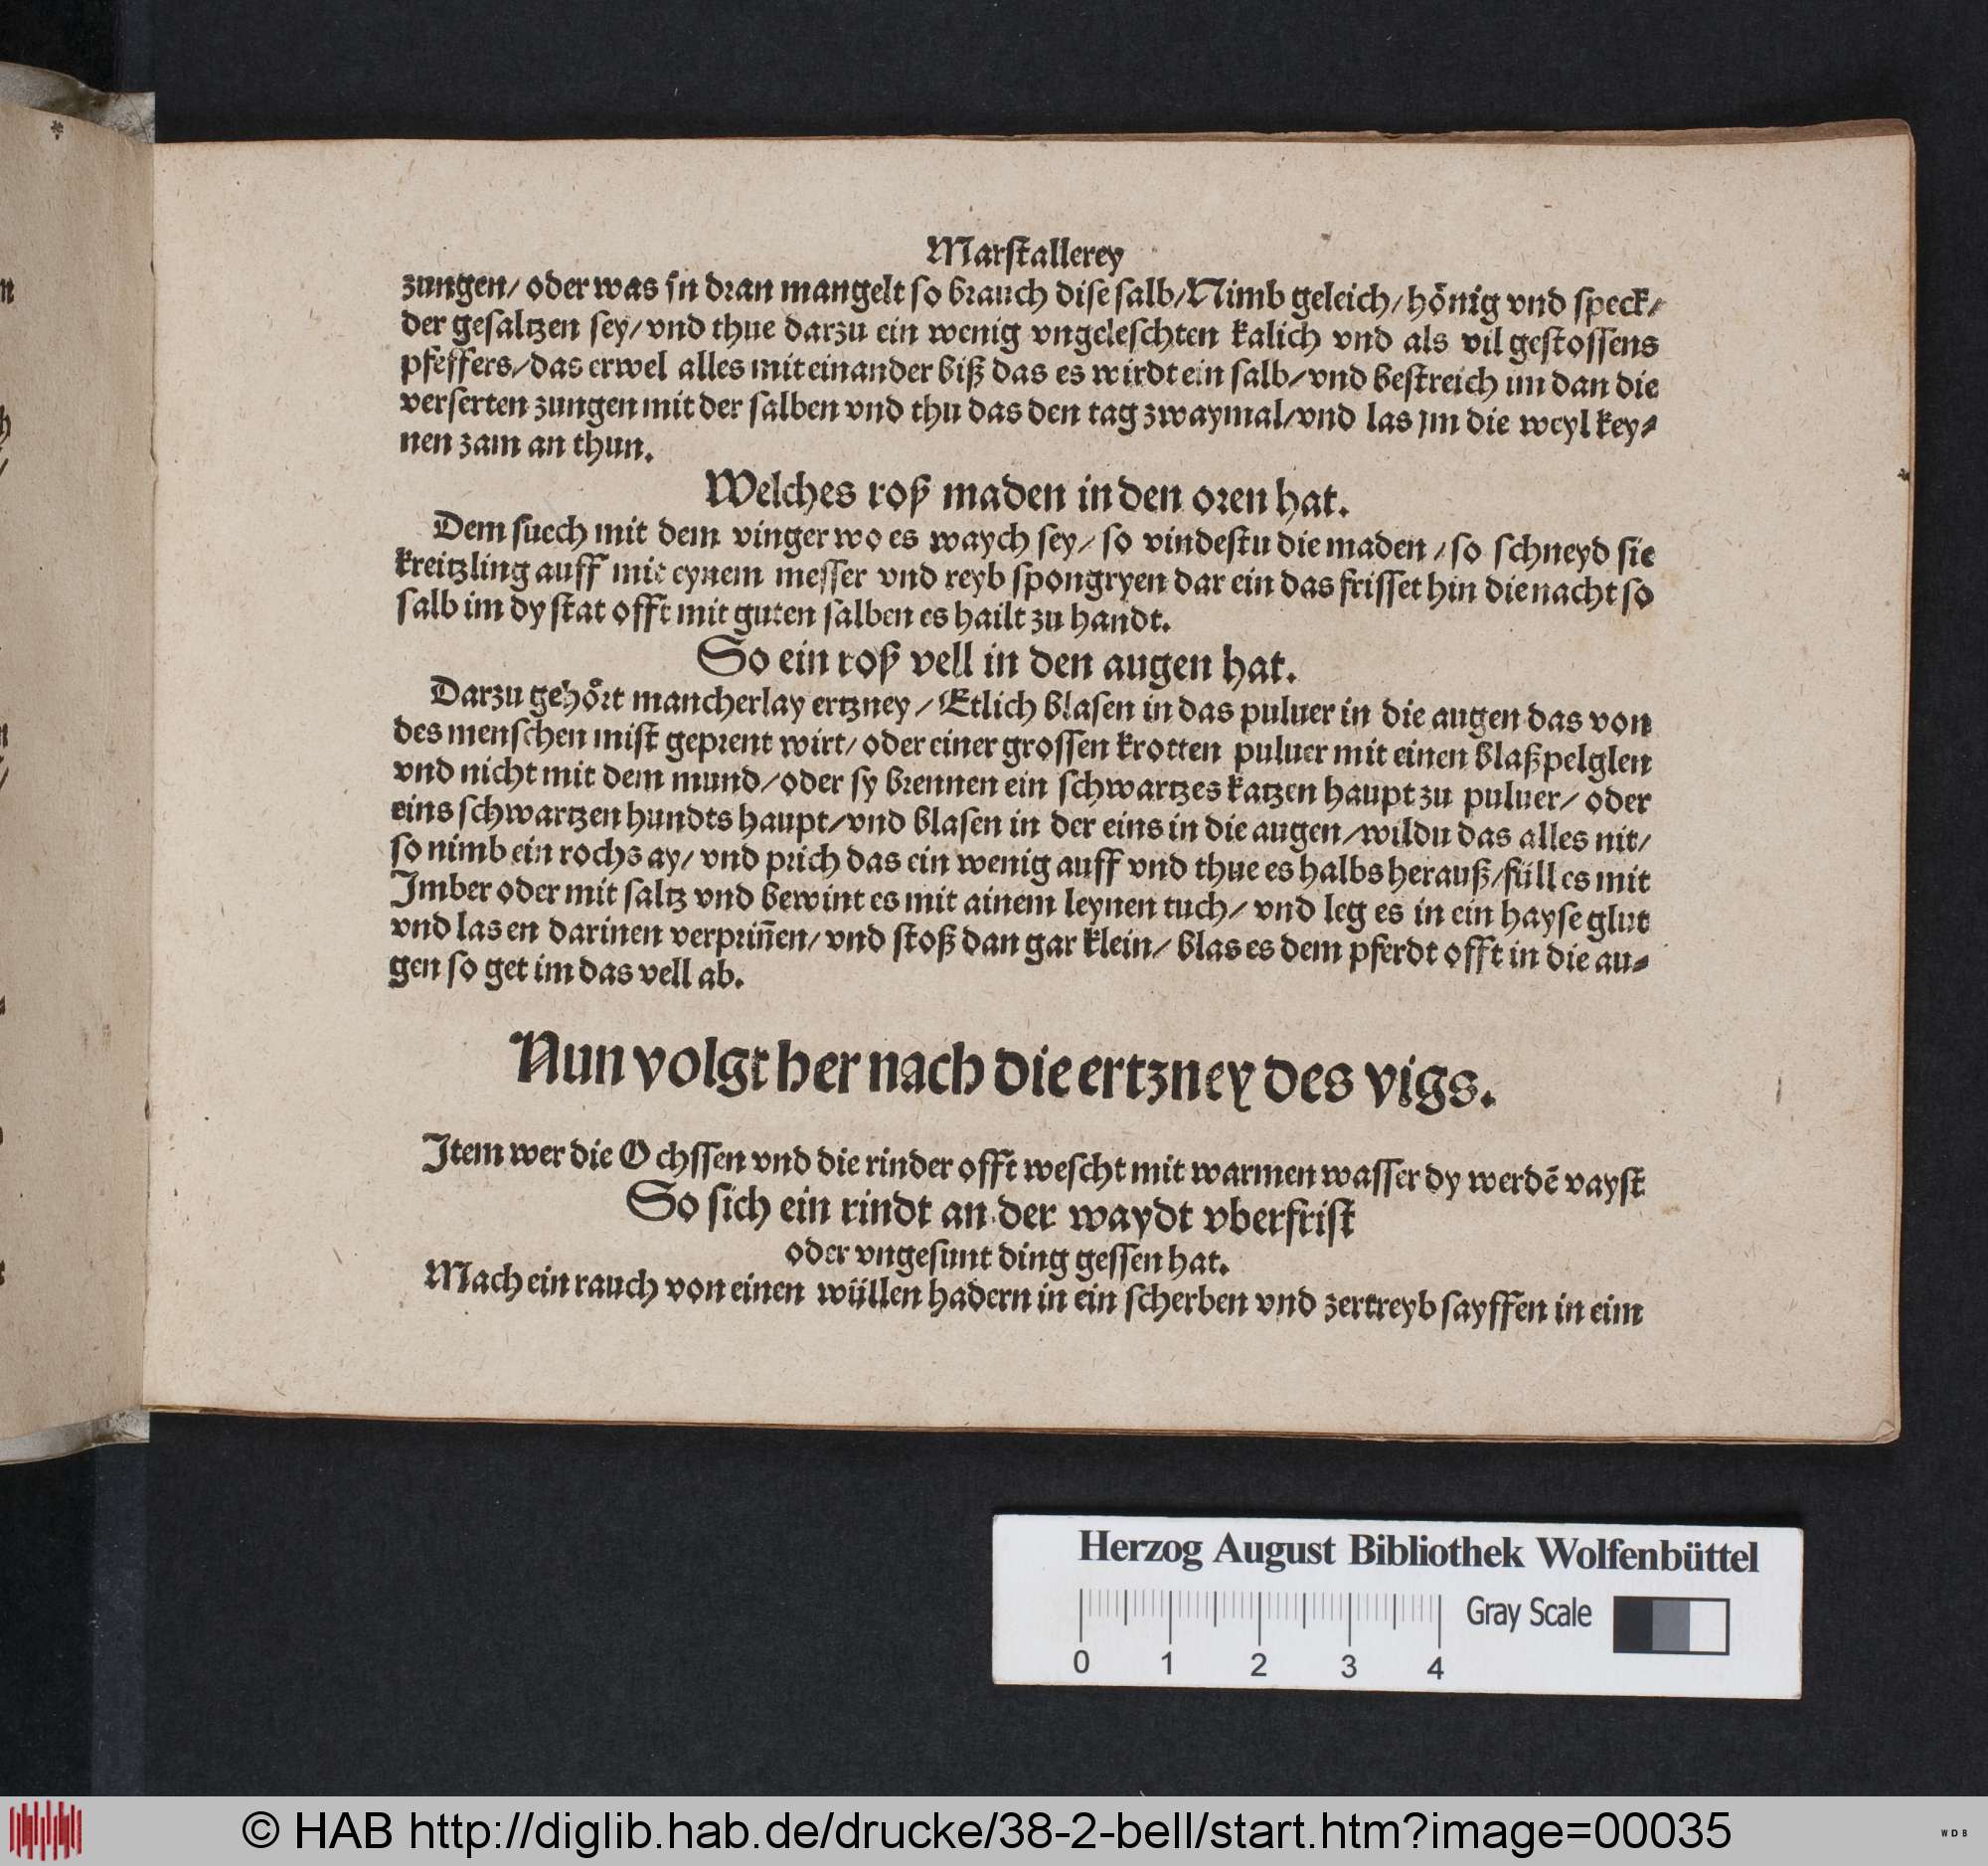 Marstallerey
zungen/ oder was in dran mangelt so brauch dise salb/ Nimb geleich/ hönig vnd speck/
der gesaltzen sey/ vnd thue darzu ein wenig vngeleschten kalich vnd als vil gestossens
pfeffers/ das erwel alles mit einander biß das es wirdt ein salb/ vnd bestreich im dan die
verserten zungen mit der salben vnd thu das den tag zwaymal/ vnd las jm die weyl key⸗
nen zam an thun.
Welches roß maden in den oren hat.
Dem suech mit dem vinger wo es waych sey/ so vindestu die maden / so schneyd sie
kreitzling auff mit eynem messer vnd reyb spongryen dar ein das frisset hin die nacht so
salb im dy stat offt mit guten salben es hailt zu handt.
So ein roß vell in den augen hat.
Darzu gehört mancherlay ertzney / Etlich blasen in das puluer in die augen das von
des menschen mist geprent wirt/ oder einer grossen krotten puluer mit einen blaßpelglen
vnd nicht mit dem mund/ oder sy brennen ein schwartzes katzen haupt zu puluer/ oder
eins schwartzen hundts haupt/ vnd blasen in der eins in die augen/ wildu das alles nit/
so nimb ein rochs ay/ vnd prich das ein wenig auff vnd thue es halbs herauß/ füll es mit
Imber oder mit saltz vnd bewint es mit ainem leynen tuch/ vnd leg es in ein hayse glut
vnd las en darinen verprin̄en/ vnd stoß dan gar klein/ blas es dem pferdt offt in die au⸗
gen so get im das vell ab.
Nun volgt her nach die ertzney des vigs.
Item wer die Ochssen vnd die rinder offt wescht mit warmen wasser dy werdē vayst
So sich ein rindt an der waydt vberfrist
oder vngesunt ding gessen hat.
Mach ein rauch von einen wüllen hadern in ein scherben vnd zertreyb sayffen in eim
Herzog August Bibliothek Wolfenbüttel
Gray Scale
0 1 2 3 4
© HAB http://diglib.hab.de/drucke/38-2-bell/start.htm?image=00035
WDB